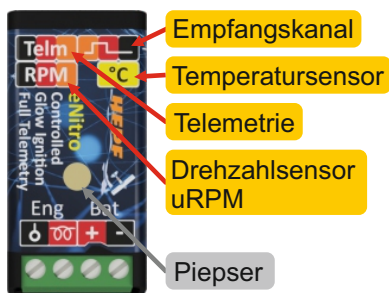 Telm
RPM
°C
HEPF
eNitro
Controlled
Glow Ignition
Full Telemetry
Eng Bat
+ -
Empfangskanal
Temperatursensor
Telemetrie
Drehzahlsensor
uRPM
Piepser